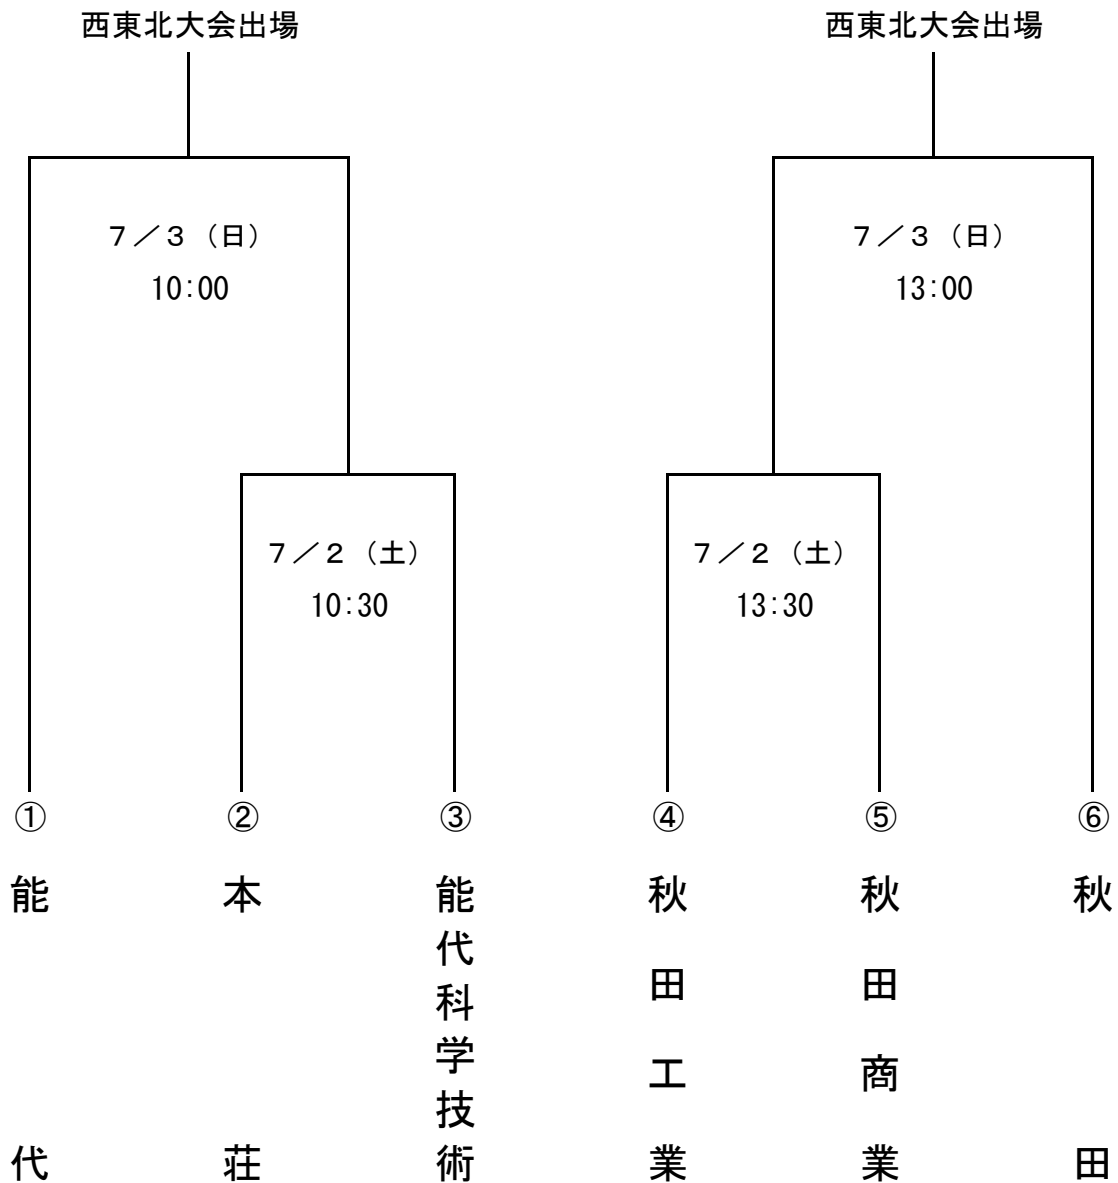 西東北大会出場
西東北大会出場
７／３（日）
10:00
７／３（日）
13:00
７／２（土）
10:30
７／２（土）
13:30
①
②
③
④
⑤
⑥
能代
本荘
能代科学技術
秋田工業
秋田商業
秋田